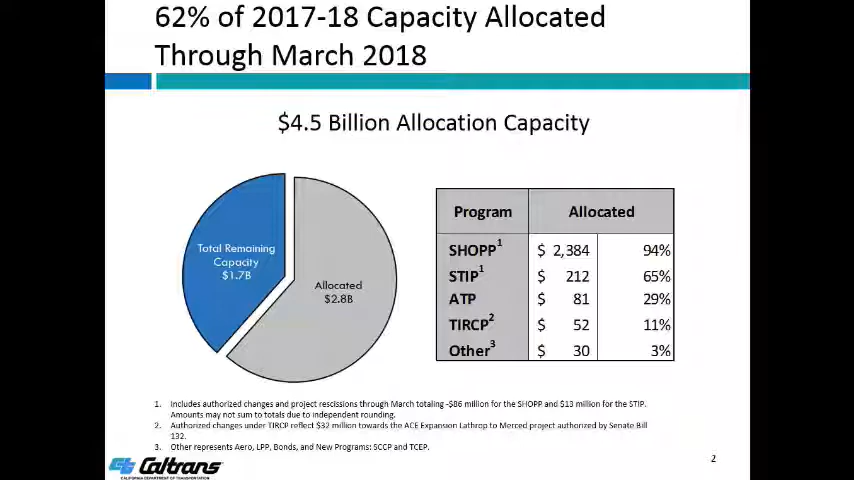 62% of 2017-18 Capacity Allocated
Through March 2018
$4.5 Billion Allocation Capacity
Total Remaining
Capacity
$1.7B
Allocated
$2.8B
Program Allocated
SHOPP1 $ 2,384 94%
STIP1 $ 212 65%
ATP $ 81 29%
TIRCP2 $ 52 11%
Other3 $ 30 3%
1. Includes authorized changes and project rescissions through March totaling -$86 million for the SHOPP and $13 million for the STIP.
Amounts may not sum to totals due to independent rounding.
2. Authorized changes under TIRCP reflect $32 million towards the ACE Expansion Lathrop to Merced project authorized by Senate Bill
132.
3. Other represents Aero, LPP, Bonds, and New Programs: SCCP and TCEP.
Caltrans
CALIFORNIA DEPARTMENT OF TRANSPORTATION
2